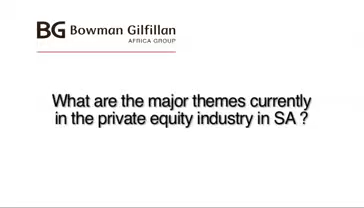 BG Bowman Gilfillan
AFRICA GROUP
What are the major themes currently
in the private equity industry in SA ?